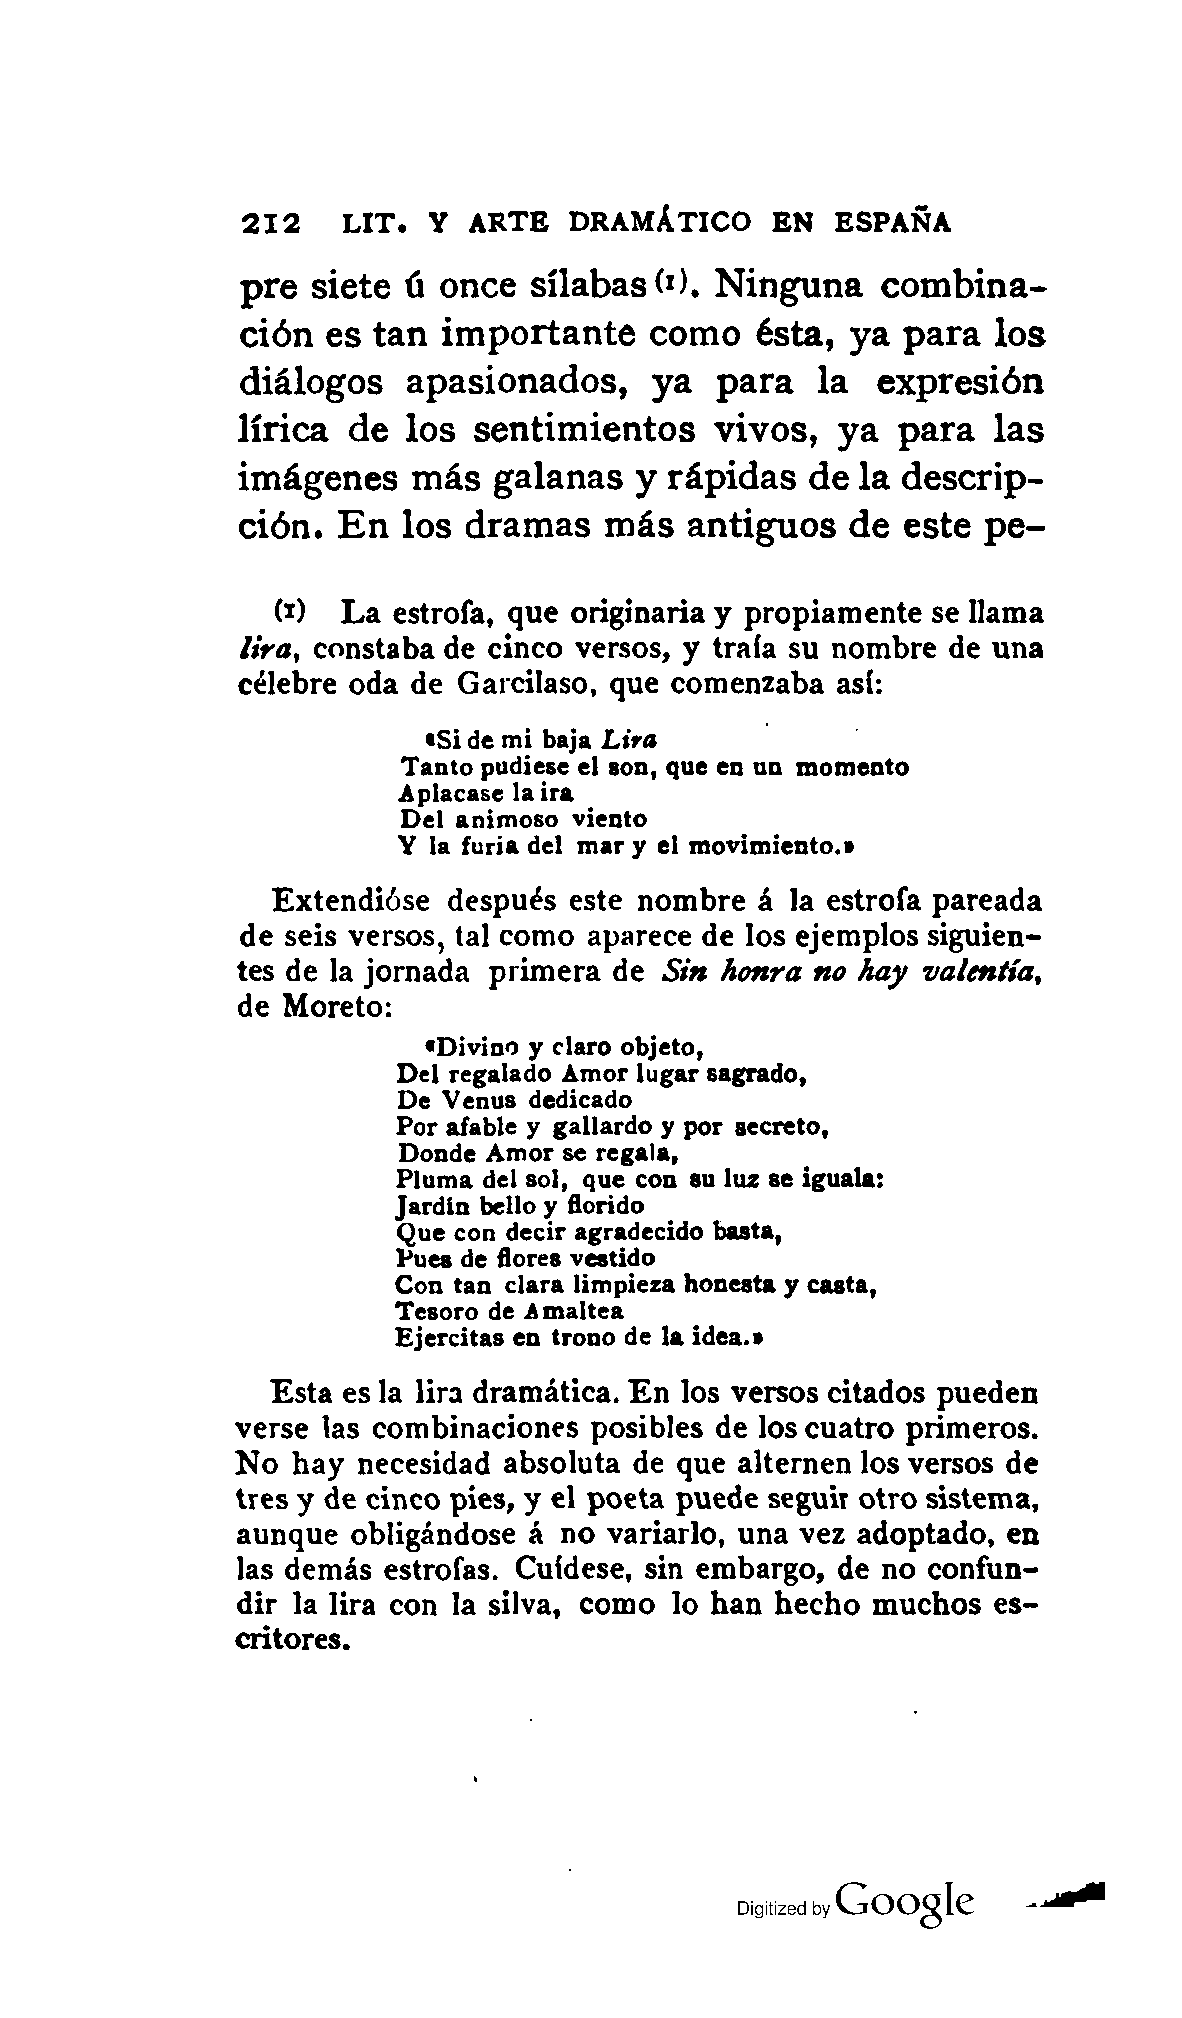 212 LIT. Y ARTE DRAMÁTICO EN ESPAÑA
pre siete ú once sílabas (1). Ninguna combina-
ción es tan importante como ésta, ya para los
diálogos apasionados, ya para la expresión
lírica de los sentimientos vivos, ya para las
imágenes más galanas y rápidas de la descrip-
ción. En los dramas más antiguos de este pe-
(1) La estrofa, que originaria y propiamente se llama
lira, constaba de cinco versos, y traía su nombre de una
célebre oda de Garcilaso, que comenzaba así:
«Si de mi baja Lira
Tanto pudiese el son, que en un momento
Aplacase la ira
Del animoso viento
Y la furia del mar y el movimiento.»
Extendióse después este nombre á la estrofa pareada
de seis versos, tal como aparece de los ejemplos siguien-
tes de la jornada primera de Sin honra no hay valentía,
de Moreto:
«Divino y claro objeto,
Del regalado Amor lugar sagrado,
De Venus dedicado
Por afable y gallardo y por secreto,
Donde Amor se regala,
Pluma del sol, que con su luz se iguala:
Jardín bello y florido
Que con decir agradecido basta,
Pues de flores vestido
Con tan clara limpieza honesta y casta,
Tesoro de Amaltea
Ejercitas en trono de la idea.»
Esta es la lira dramática. En los versos citados pueden
verse las combinaciones posibles de los cuatro primeros.
No hay necesidad absoluta de que alternen los versos de
tres y de cinco pies, y el poeta puede seguir otro sistema,
aunque obligándose á no variarlo, una vez adoptado, en
las demás estrofas. Cuídese, sin embargo, de no confun-
dir la lira con la silva, como lo han hecho muchos es-
critores.
Digitized by Google